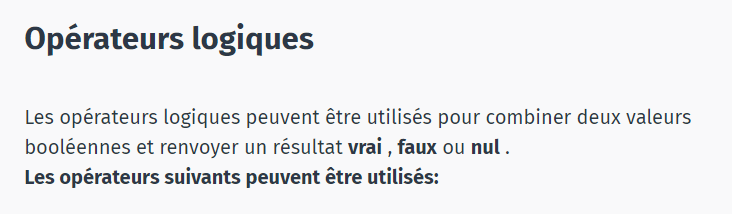 Opérateurs logiques
Les opérateurs logiques peuvent être utilisés pour combiner deux valeurs
booléennes et renvoyer un résultat vrai , faux ou nul .
Les opérateurs suivants peuvent être utilisés: